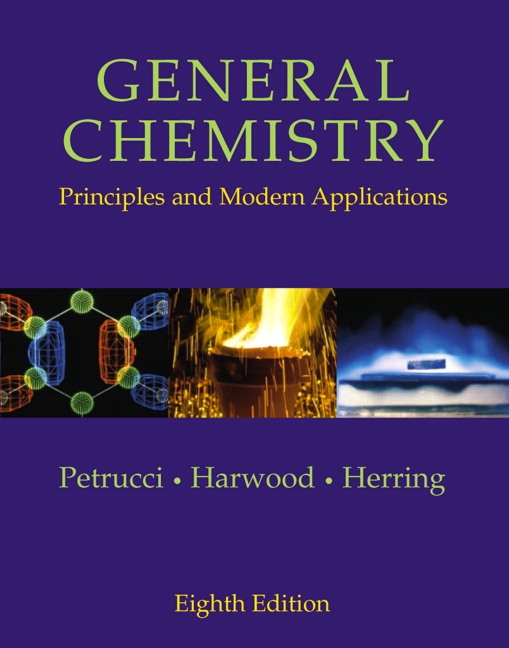 GENERAL
CHEMISTRY
Principles and Modern Applications
Petrucci • Harwood • Herring
Eighth Edition